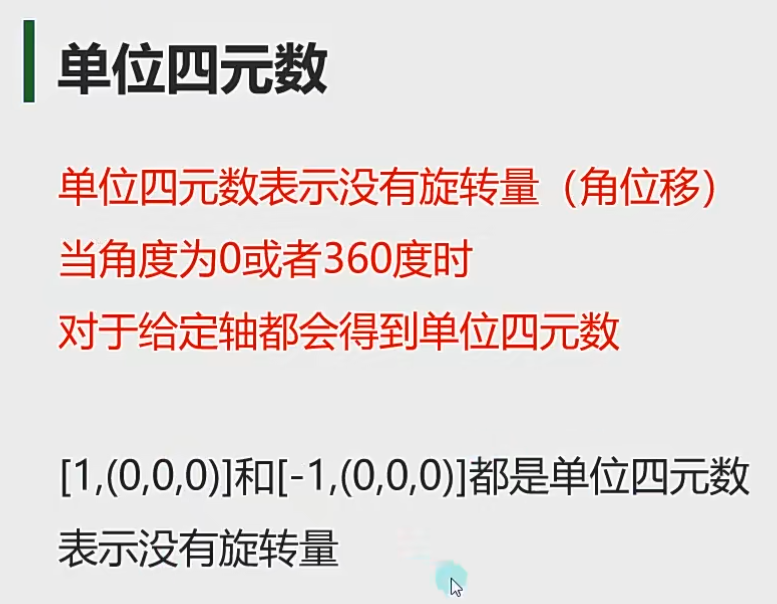 单位四元数
单位四元数表示没有旋转量（角位移）
当角度为0或者360度时
对于给定轴都会得到单位四元数
[1,(0,0,0)]和[-1,(0,0,0)]都是单位四元数
表示没有旋转量